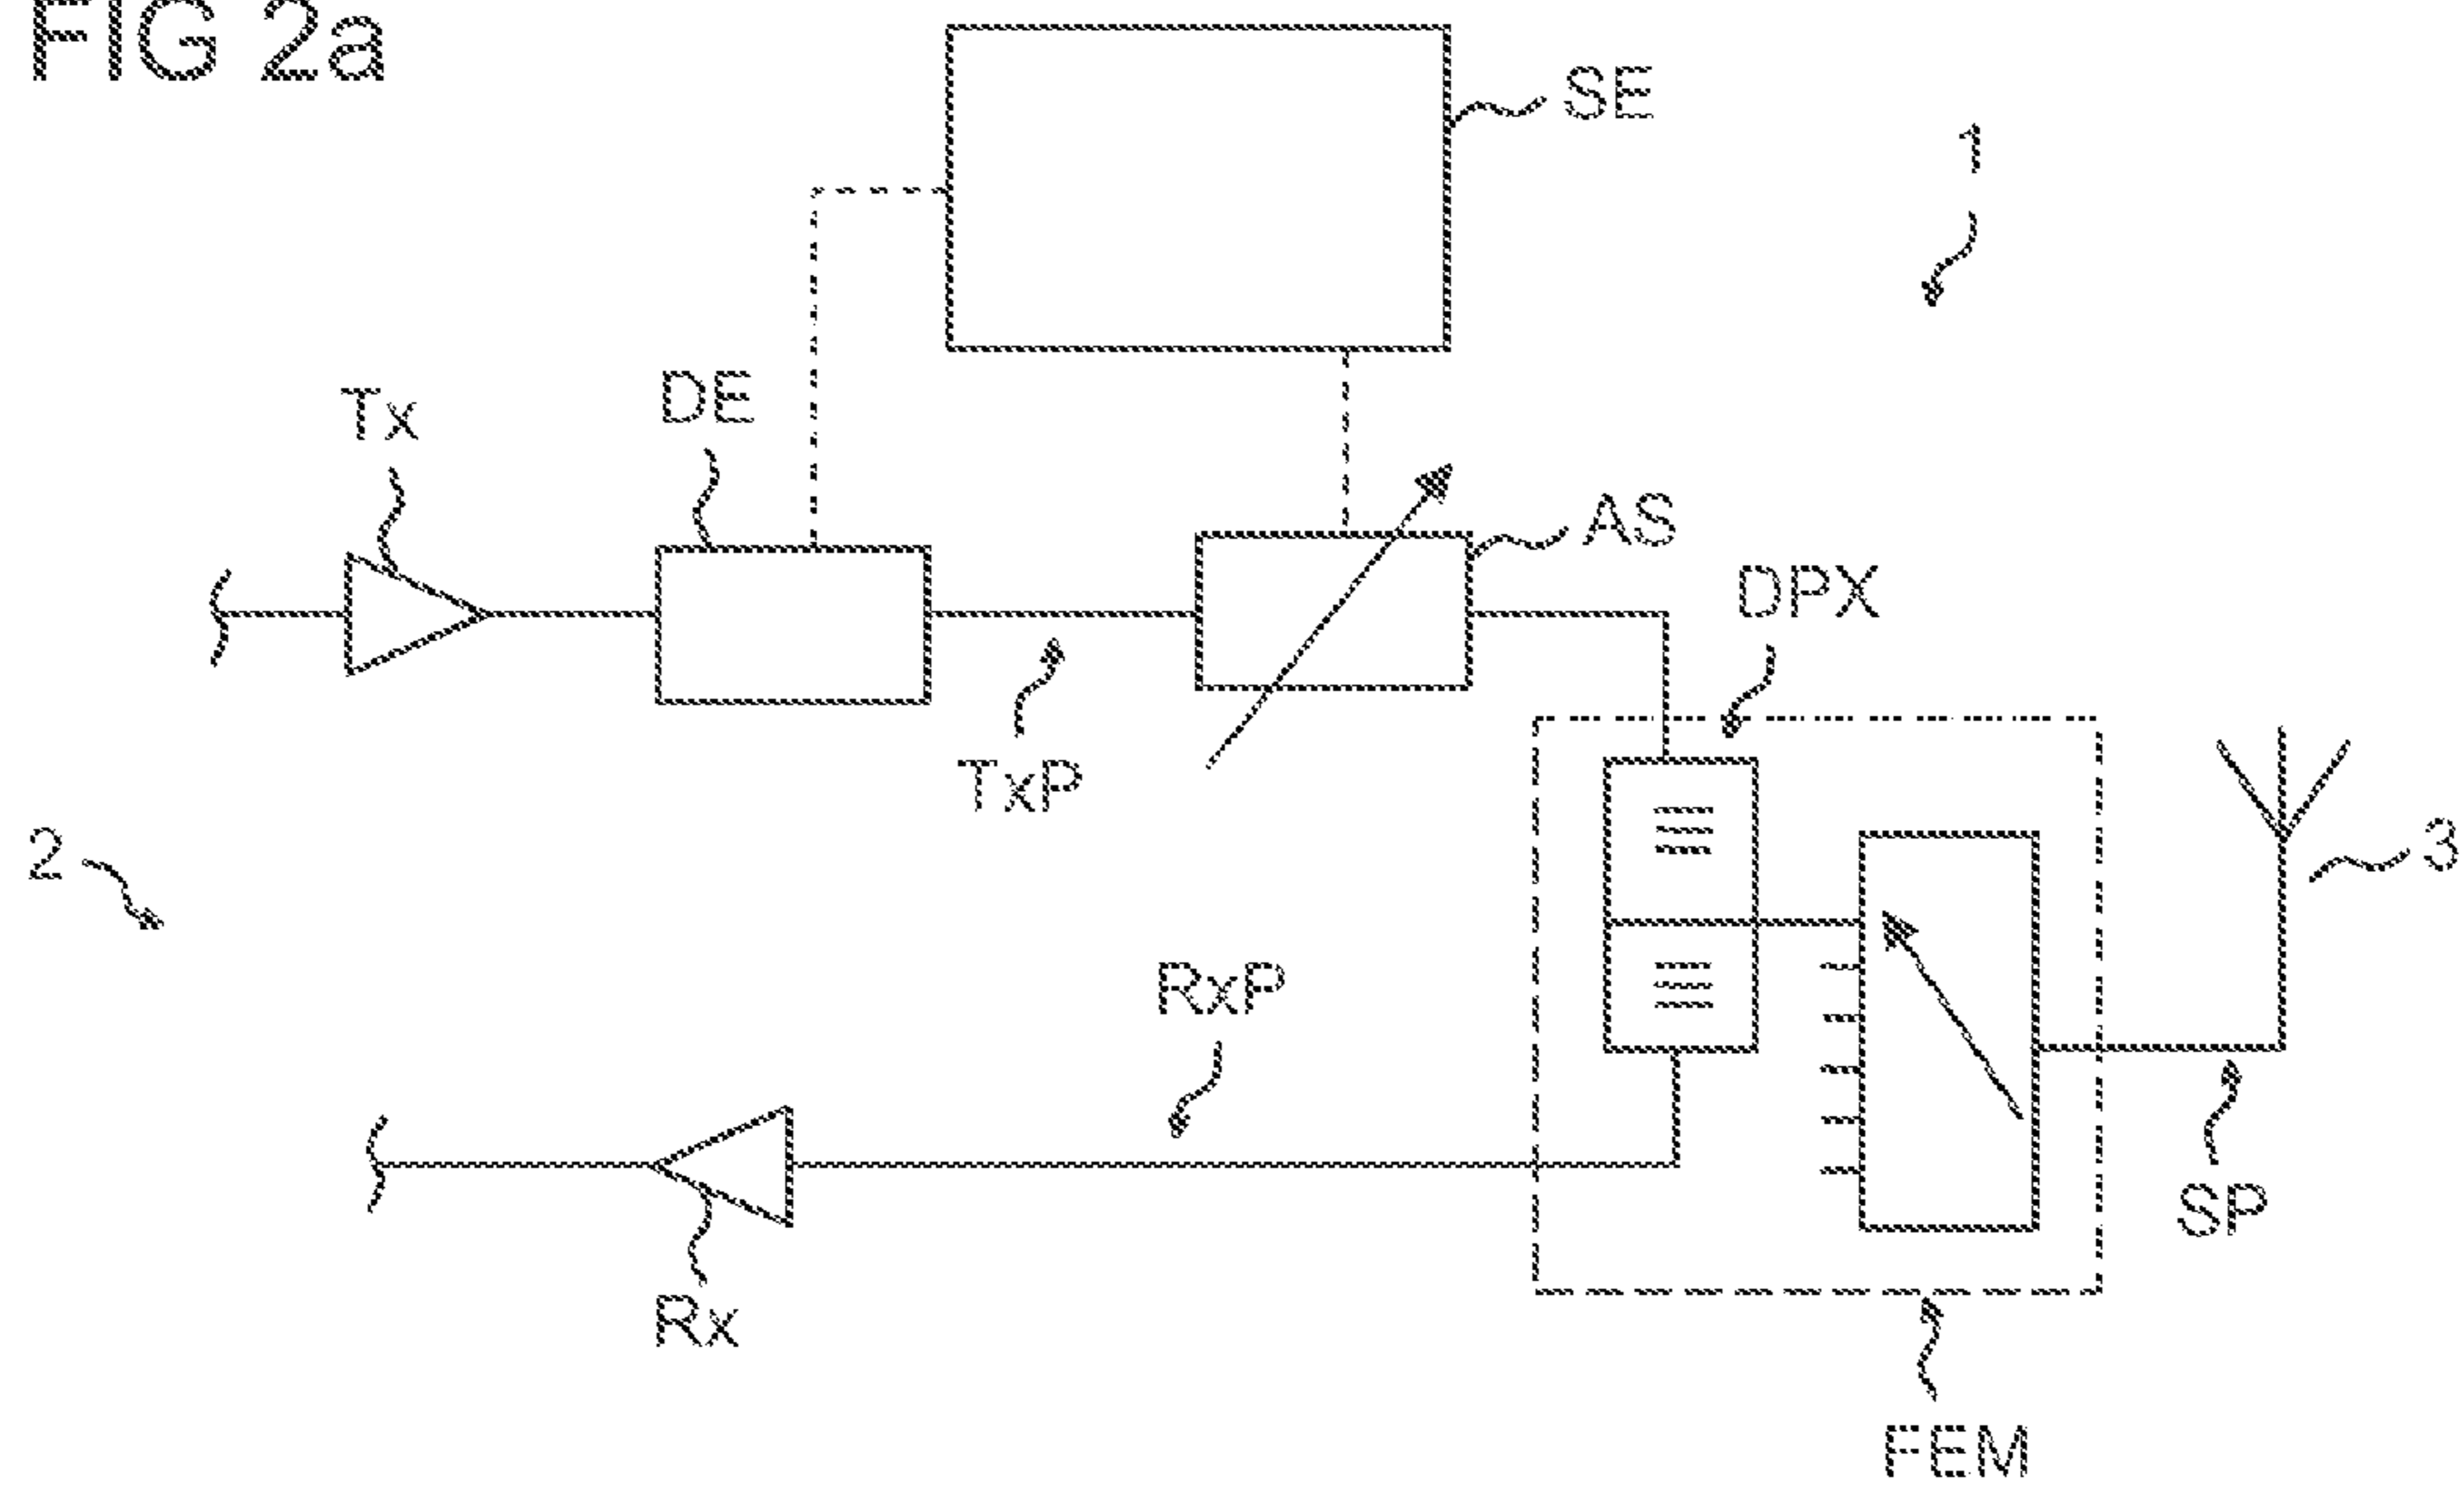 FIG 2a
SE
1
Tx
DE
AS
DPX
TxP
2
3
RxP
SP
Rx
FEM